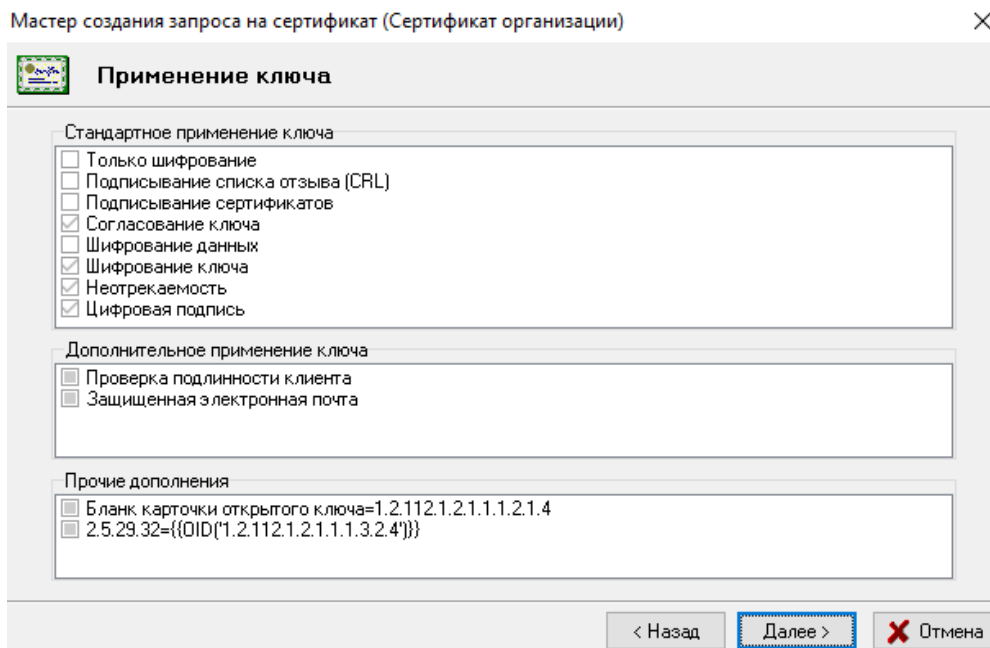 Мастер создания запроса на сертификат (Сертификат организации)
Применение ключа
Стандартное применение ключа
Только шифрование
Подписывание списка отзыва (CRL)
Подписывание сертификатов
Согласование ключа
Шифрование данных
Шифрование ключа
Неотрекаемость
Цифровая подпись
Дополнительное применение ключа
Проверка подлинности клиента
Защищенная электронная почта
Прочие дополнения
Бланк карточки открытого ключа=1.2.112.1.2.1.1.1.2.1.4
2.5.29.32={{OID('1.2.112.1.2.1.1.1.3.2.4')}}
< Назад
Далее >
Отмена